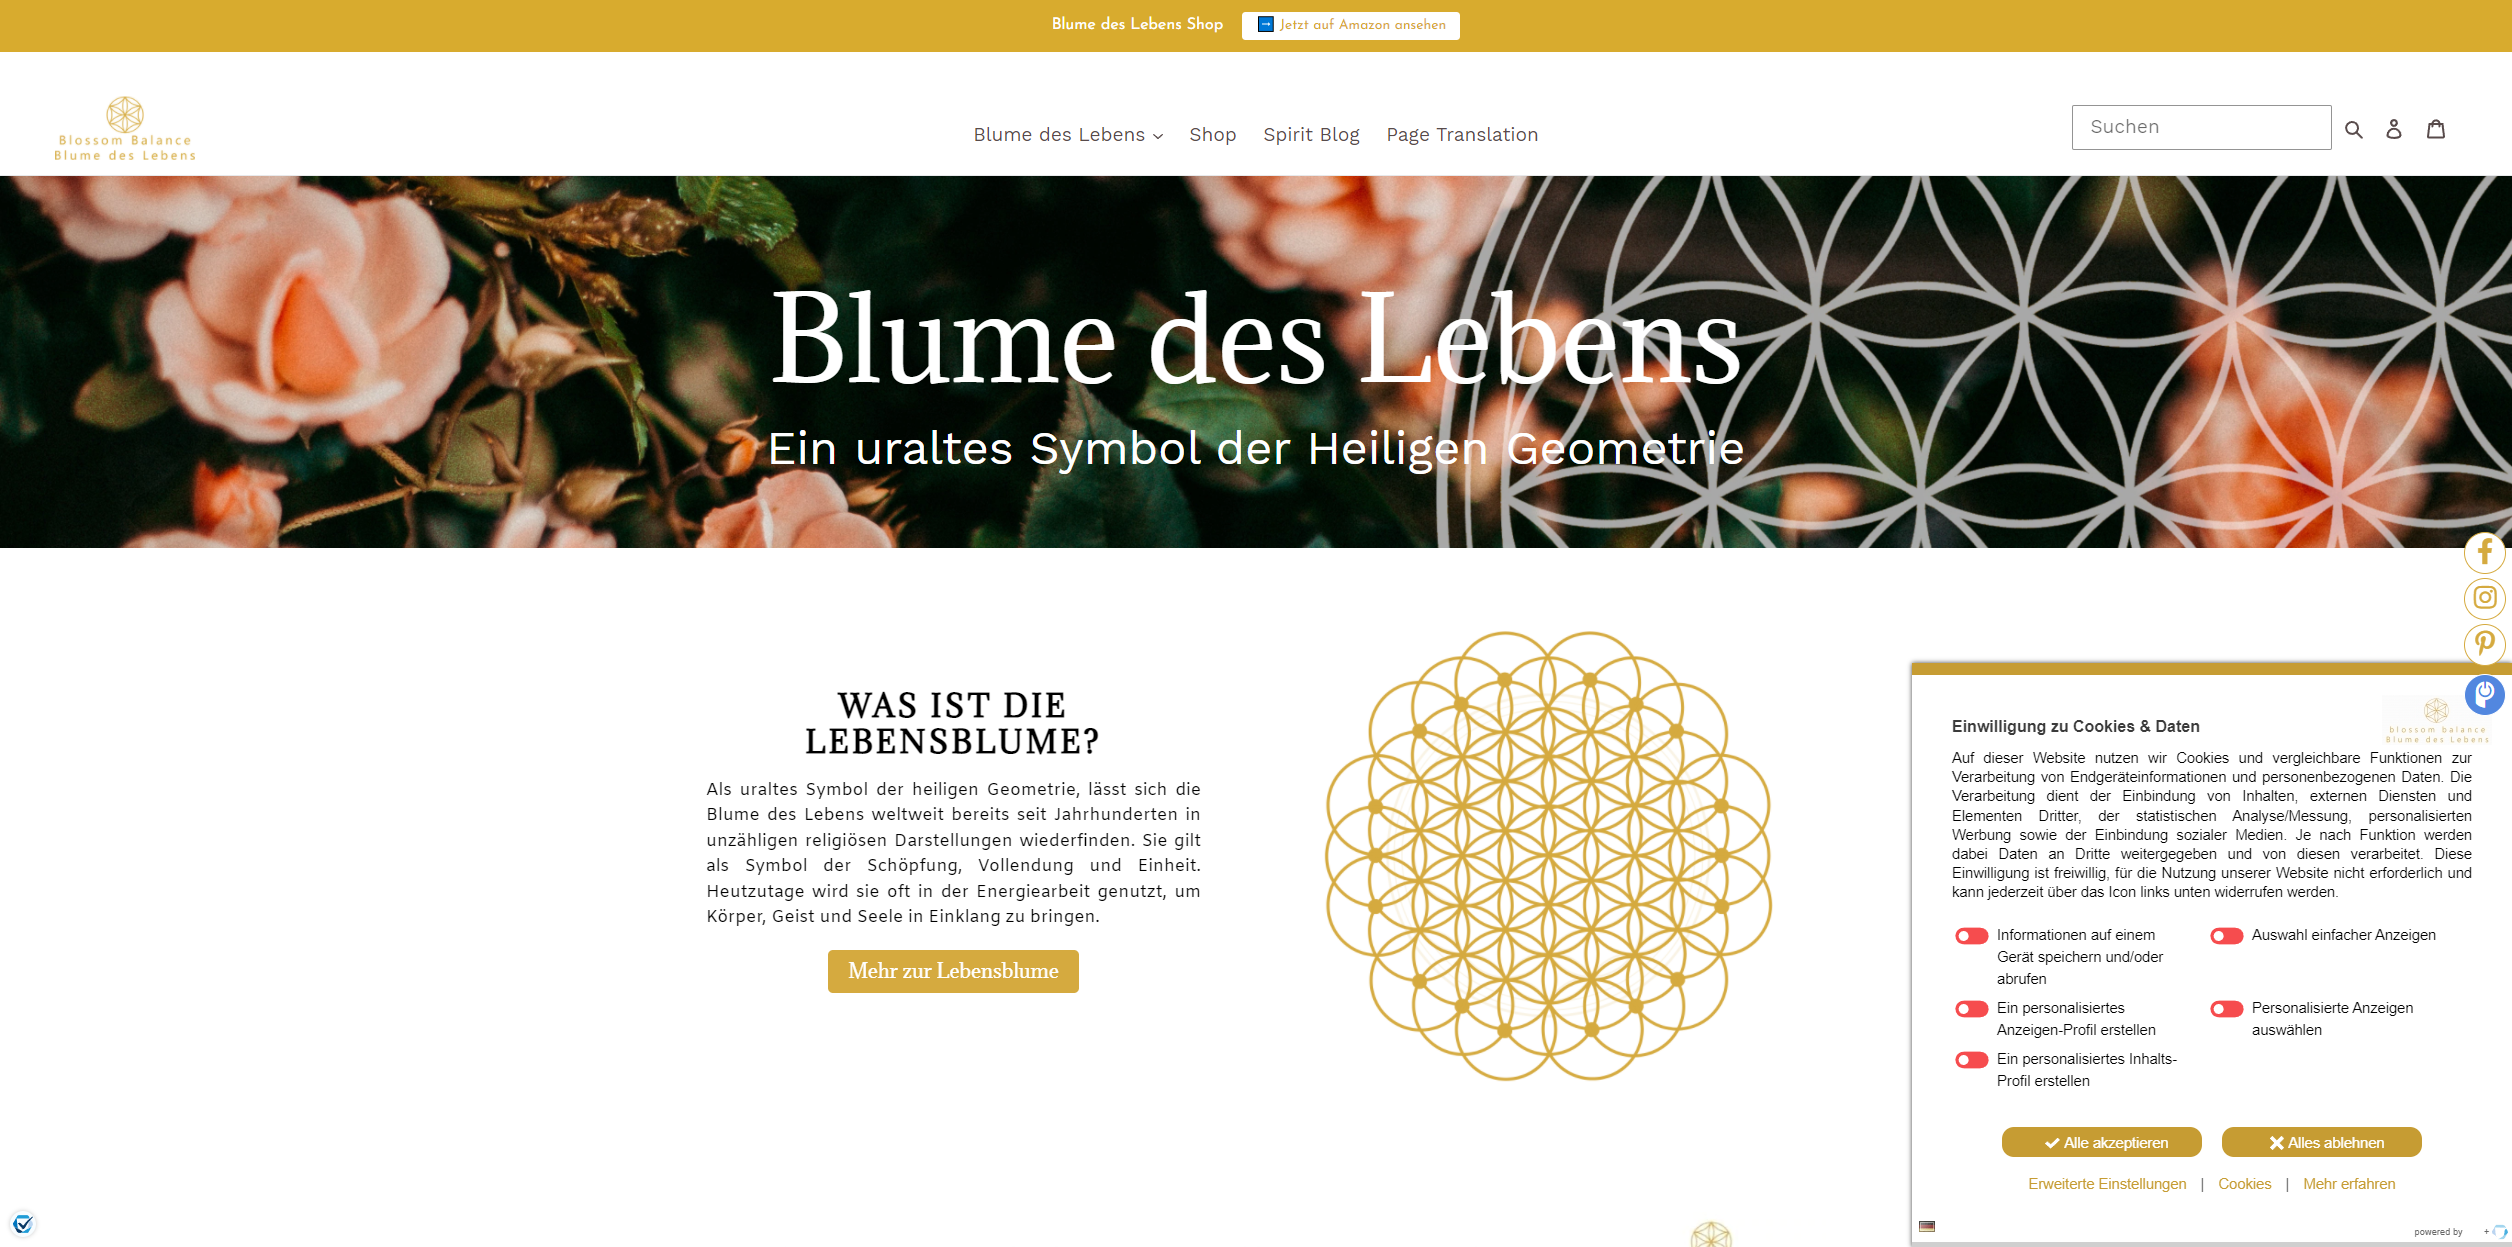 Blume des Lebens Shop
Jetzt auf Amazon ansehen
Blossom Balance
Blume des Lebens
Blume des Lebens
Shop
Spirit Blog
Page Translation
Suchen
Blume des Lebens
Ein uraltes Symbol der Heiligen Geometrie
WAS IST DIE
LEBENSBLUME?
Als uraltes Symbol der heiligen Geometrie, lässt sich die
Blume des Lebens weltweit bereits seit Jahrhunderten in
unzähligen religiösen Darstellungen wiederfinden. Sie gilt
als Symbol der Schöpfung, Vollendung und Einheit.
Heutzutage wird sie oft in der Energiearbeit genutzt, um
Körper, Geist und Seele in Einklang zu bringen.
Mehr zur Lebensblume
blossom balance
Blume des Lebens
Einwilligung zu Cookies & Daten
Auf dieser Website nutzen wir Cookies und vergleichbare Funktionen zur
Verarbeitung von Endgeräteinformationen und personenbezogenen Daten. Die
Verarbeitung dient der Einbindung von Inhalten, externen Diensten und
Elementen Dritter, der statistischen Analyse/Messung, personalisierten
Werbung sowie der Einbindung sozialer Medien. Je nach Funktion werden
dabei Daten an Dritte weitergegeben und von diesen verarbeitet. Diese
Einwilligung ist freiwillig, für die Nutzung unserer Website nicht erforderlich und
kann jederzeit über das Icon links unten widerrufen werden.
Informationen auf einem
Gerät speichern und/oder
abrufen
Auswahl einfacher Anzeigen
Ein personalisiertes
Anzeigen-Profil erstellen
Personalisierte Anzeigen
auswählen
Ein personalisiertes Inhalts-
Profil erstellen
Alle akzeptieren
Alles ablehnen
Erweiterte Einstellungen | Cookies | Mehr erfahren
powered by +